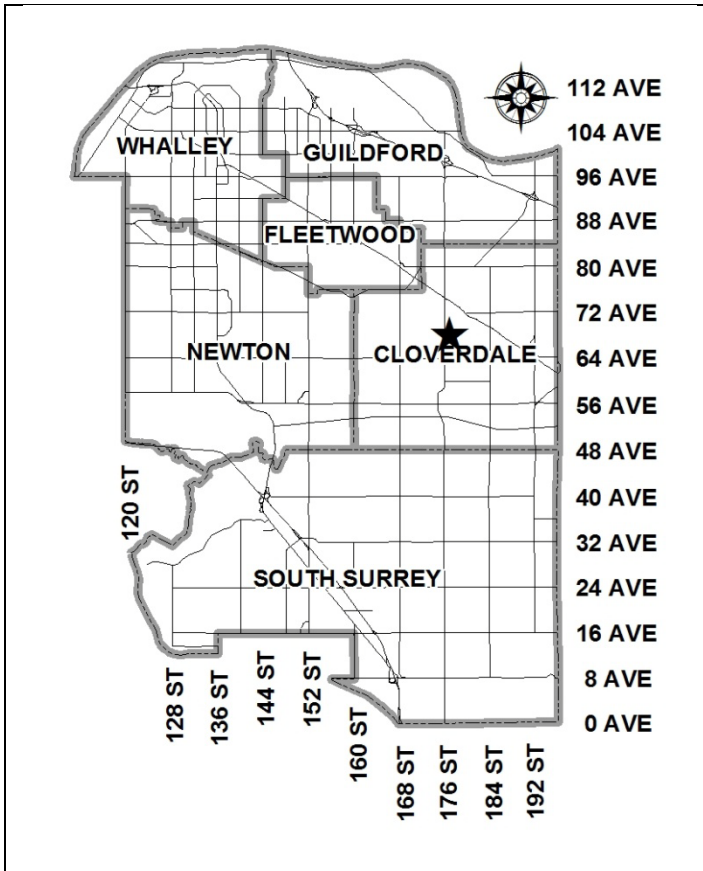 112 AVE
104 AVE
WHALLEY
GUILDFORD
96 AVE
88 AVE
FLEETWOOD
80 AVE
72 AVE
NEWTON
CLOVERDALE
64 AVE
56 AVE
48 AVE
120 ST
40 AVE
32 AVE
SOUTH SURREY
24 AVE
16 AVE
8 AVE
0 AVE
128 ST
136 ST
144 ST
152 ST
160 ST
168 ST
176 ST
184 ST
192 ST